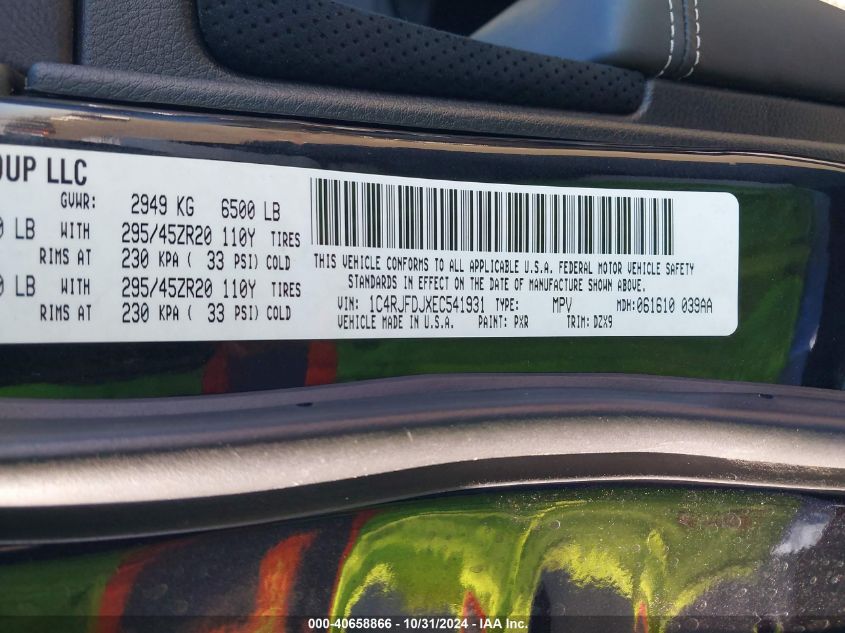 OUP LLC
GVWR: 2949 KG 6500 LB
LB WITH 295/45ZR20 110Y TIRES
RIMS AT 230 KPA ( 33 PSI) COLD
LB WITH 295/45ZR20 110Y TIRES
RIMS AT 230 KPA ( 33 PSI) COLD
THIS VEHICLE CONFORMS TO ALL APPLICABLE U.S.A. FEDERAL MOTOR VEHICLE SAFETY
STANDARDS IN EFFECT ON THE DATE OF MANUFACTURE SHOWN ABOVE.
VIN: 1C4RJFDJXEC541931 TYPE: MPV MDH:061610 039AA
VEHICLE MADE IN U.S.A. PAINT: PXR TRIM: DZX9
000-40658866 - 10/31/2024 - IAA Inc.